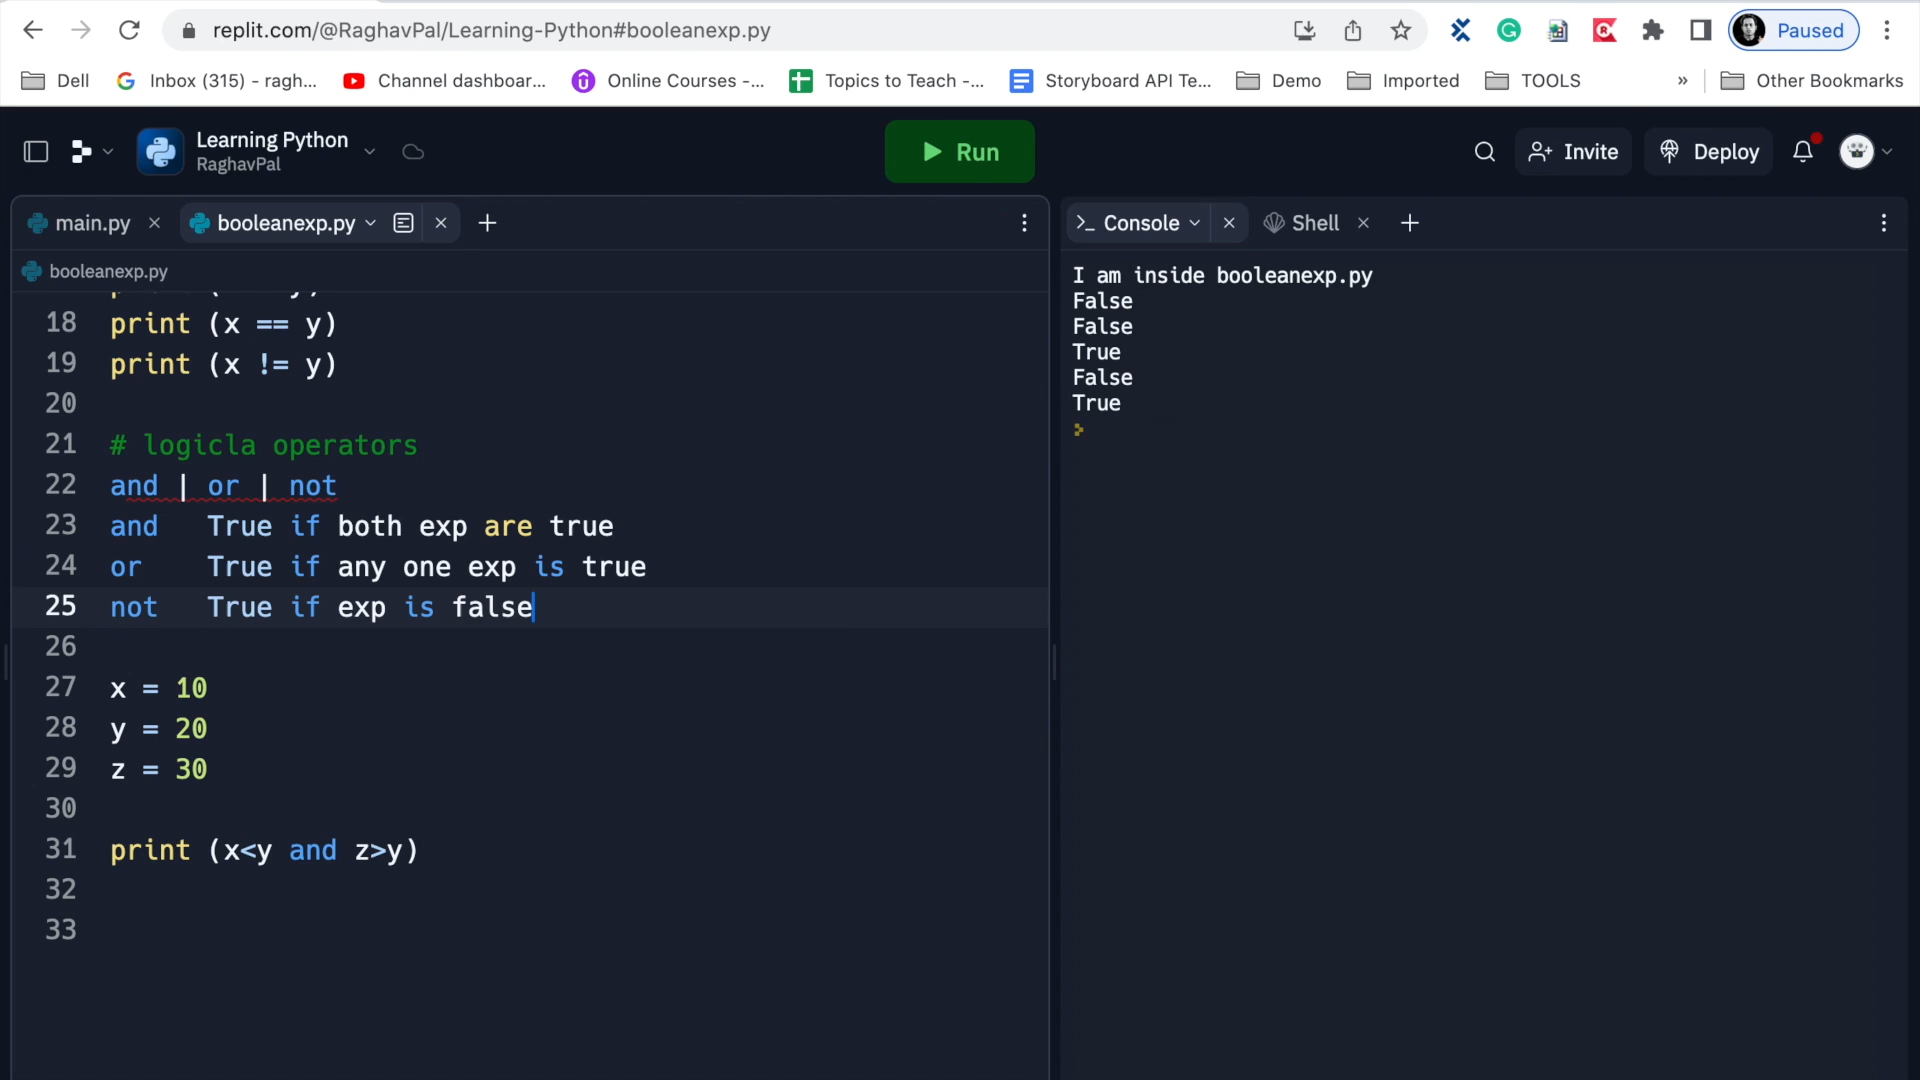 replit.com/@RaghavPal/Learning-Python#booleanexp.py
Paused
Dell
Inbox (315) - ragh...
Channel dashboar...
Online Courses -...
Topics to Teach -...
Storyboard API Te...
Demo
Imported
TOOLS
»
Other Bookmarks
Learning Python
RaghavPal
Run
Invite
Deploy
main.py
booleanexp.py
Console
Shell
booleanexp.py
18 print (x == y)
19 print (x != y)
20
21 # logicla operators
22 and | or | not
23 and True if both exp are true
24 or True if any one exp is true
25 not True if exp is false
26
27 x = 10
28 y = 20
29 z = 30
30
31 print (x<y and z>y)
32
33
I am inside booleanexp.py
False
False
True
False
True